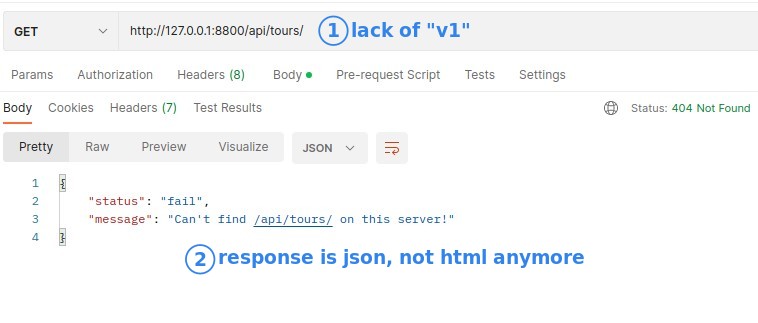 GET http://127.0.0.1:8800/api/tours/ 1 lack of "v1"
Params Authorization Headers (8) Body Pre-request Script Tests Settings
Body Cookies Headers (7) Test Results Status: 404 Not Found
Pretty Raw Preview Visualize JSON
1 {
2 "status": "fail",
3 "message": "Can't find /api/tours/ on this server!"
4 }
2 response is json, not html anymore